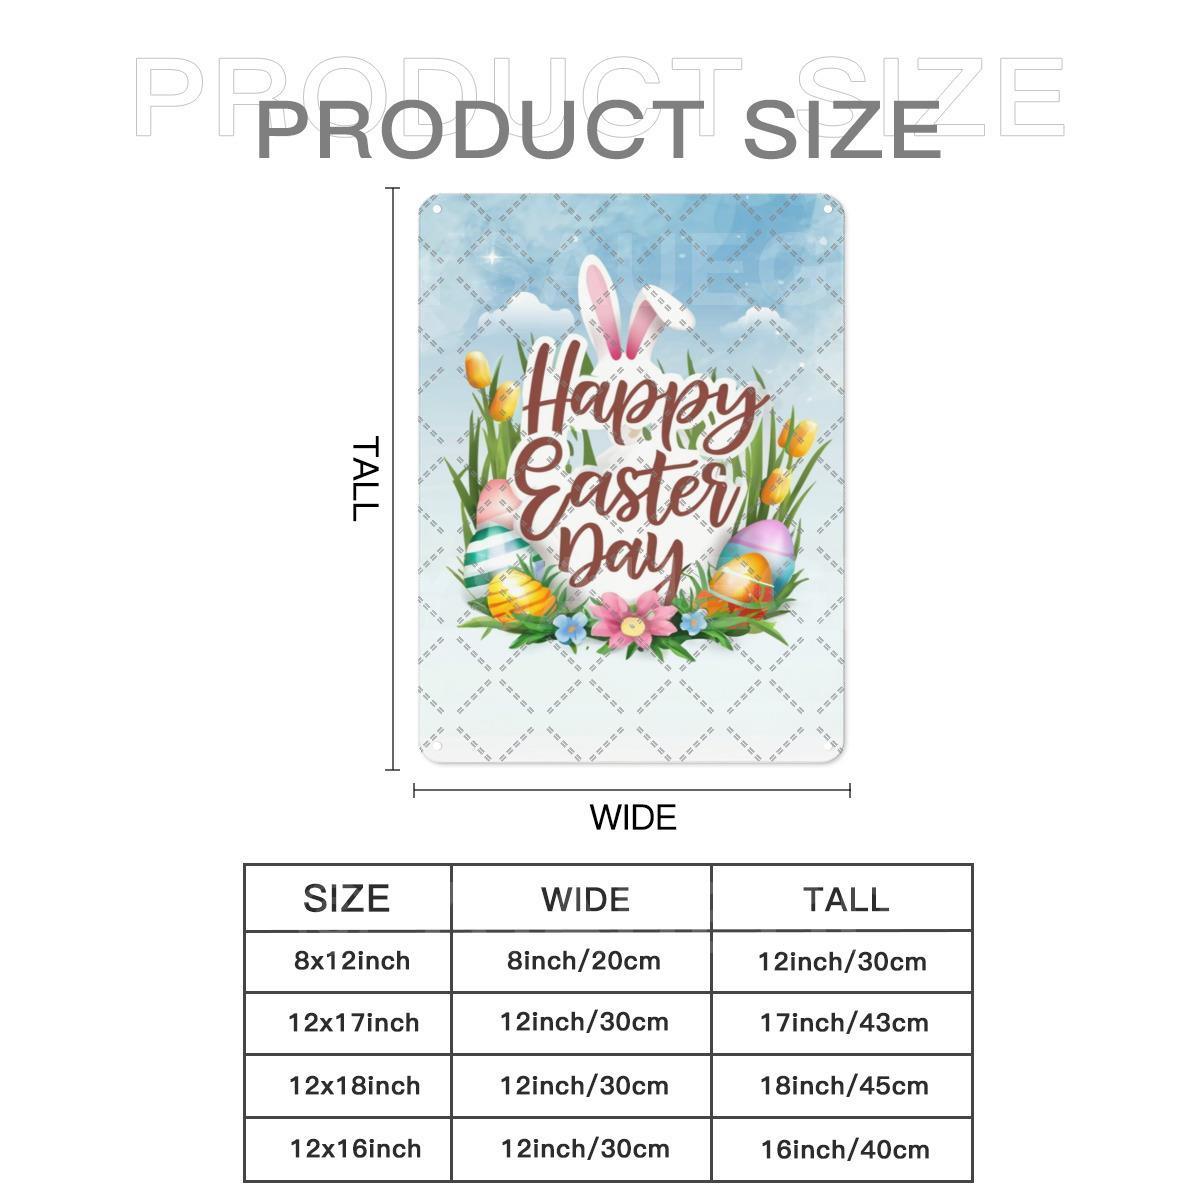 PRODUCT SIZE
PRODUCT SIZE
TALL
Happy
Easter
Day
WIDE
SIZE WIDE TALL
8x12inch 8inch/20cm 12inch/30cm
12x17inch 12inch/30cm 17inch/43cm
12x18inch 12inch/30cm 18inch/45cm
12x16inch 12inch/30cm 16inch/40cm